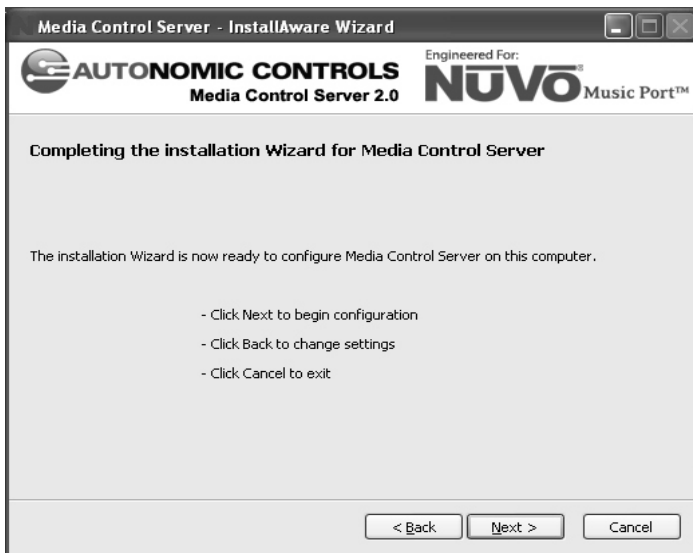 Media Control Server - InstallAware Wizard
AUTONOMIC CONTROLS
Media Control Server 2.0
Engineered For:
NŪVO® Music Port™
Completing the installation Wizard for Media Control Server
The installation Wizard is now ready to configure Media Control Server on this computer.
- Click Next to begin configuration
- Click Back to change settings
- Click Cancel to exit
< Back
Next >
Cancel